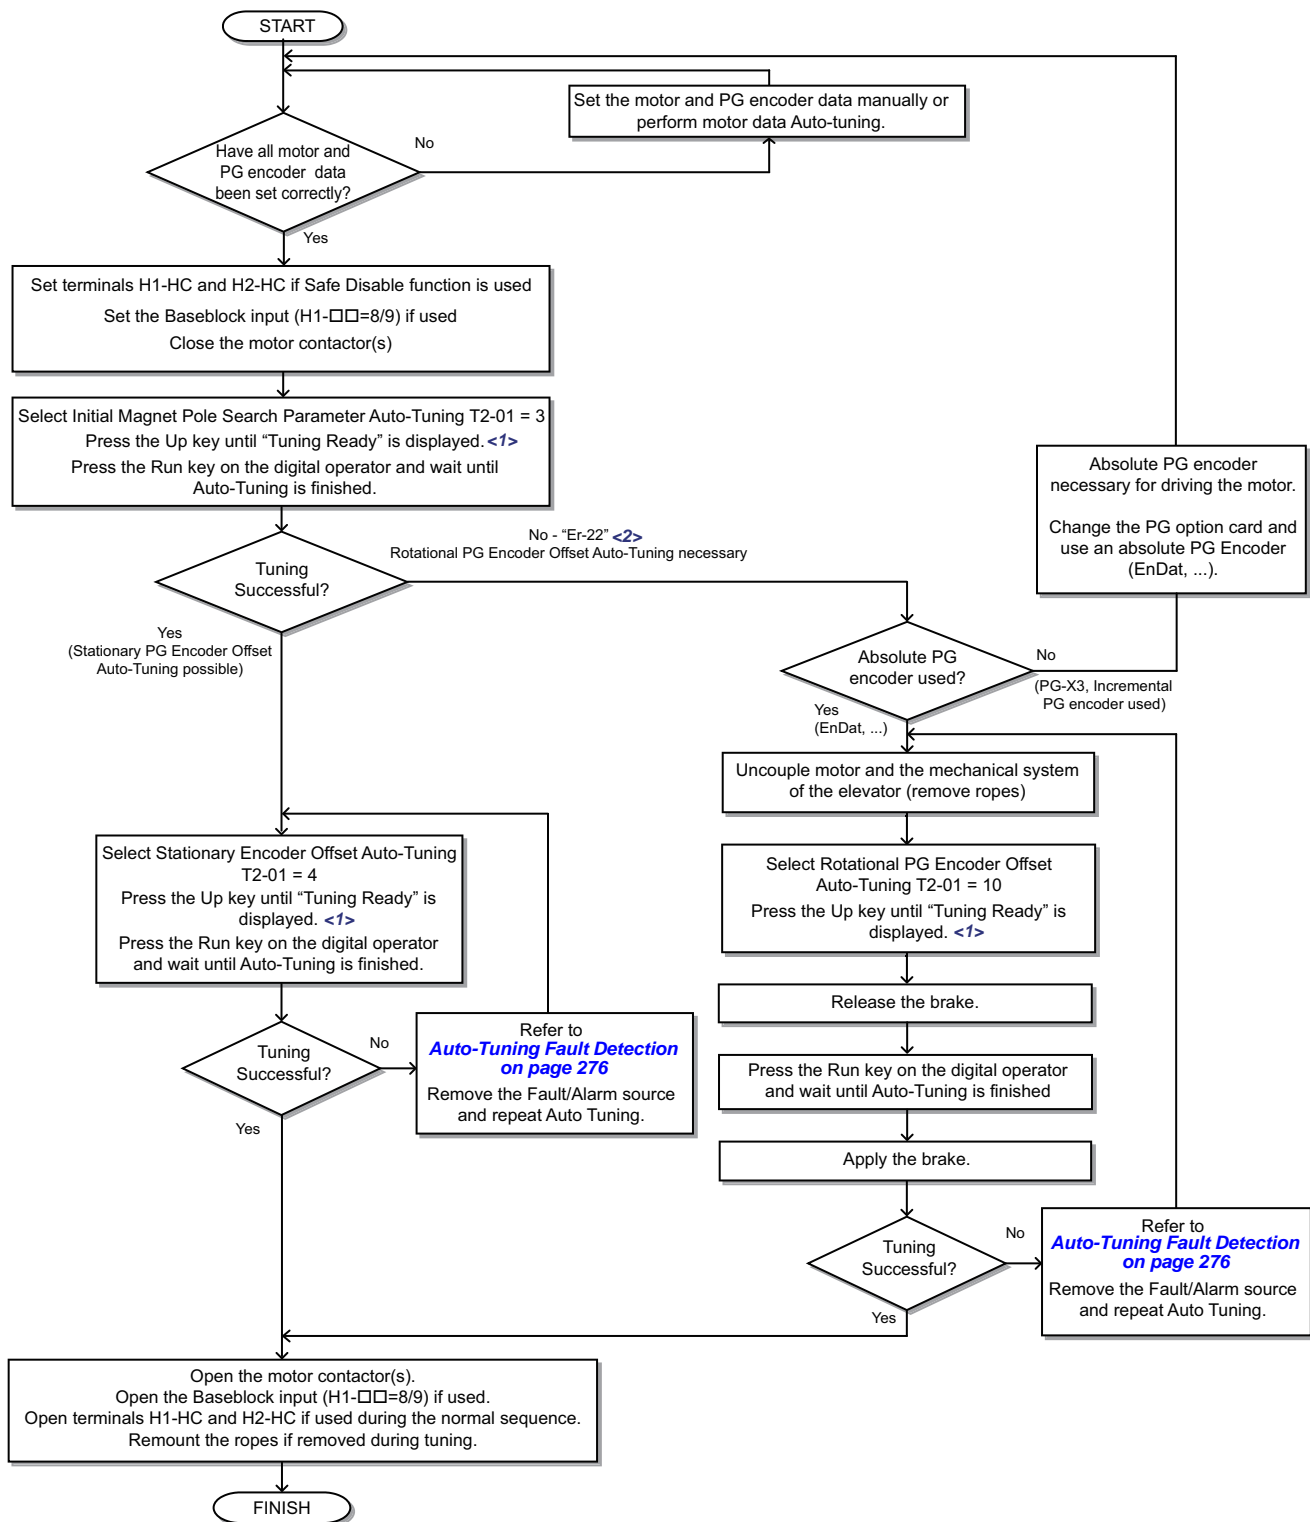 START
Set the motor and PG encoder data manually or
perform motor data Auto-tuning.
No
Have all motor and
PG encoder data
been set correctly?
Yes
Set terminals H1-HC and H2-HC if Safe Disable function is used
Set the Baseblock input (H1-□□=8/9) if used
Close the motor contactor(s)
Select Initial Magnet Pole Search Parameter Auto-Tuning T2-01 = 3
Press the Up key until “Tuning Ready” is displayed. <1>
Press the Run key on the digital operator and wait until
Auto-Tuning is finished.
Absolute PG encoder
necessary for driving the motor.
Change the PG option card and
use an absolute PG Encoder
(EnDat, ...).
No - “Er-22” <2>
Rotational PG Encoder Offset Auto-Tuning necessary
Tuning
Successful?
Yes
(Stationary PG Encoder Offset
Auto-Tuning possible)
Absolute PG
encoder used?
No
(PG-X3, Incremental
PG encoder used)
Yes
(EnDat, ...)
Uncouple motor and the mechanical system
of the elevator (remove ropes)
Select Stationary Encoder Offset Auto-Tuning
T2-01 = 4
Press the Up key until “Tuning Ready” is
displayed. <1>
Press the Run key on the digital operator
and wait until Auto-Tuning is finished.
Select Rotational PG Encoder Offset
Auto-Tuning T2-01 = 10
Press the Up key until “Tuning Ready” is
displayed. <1>
Release the brake.
Tuning
Successful?
No
Yes
Refer to
Auto-Tuning Fault Detection
on page 276
Remove the Fault/Alarm source
and repeat Auto Tuning.
Press the Run key on the digital operator
and wait until Auto-Tuning is finished
Apply the brake.
Tuning
Successful?
No
Yes
Refer to
Auto-Tuning Fault Detection
on page 276
Remove the Fault/Alarm source
and repeat Auto Tuning.
Open the motor contactor(s).
Open the Baseblock input (H1-□□=8/9) if used.
Open terminals H1-HC and H2-HC if used during the normal sequence.
Remount the ropes if removed during tuning.
FINISH